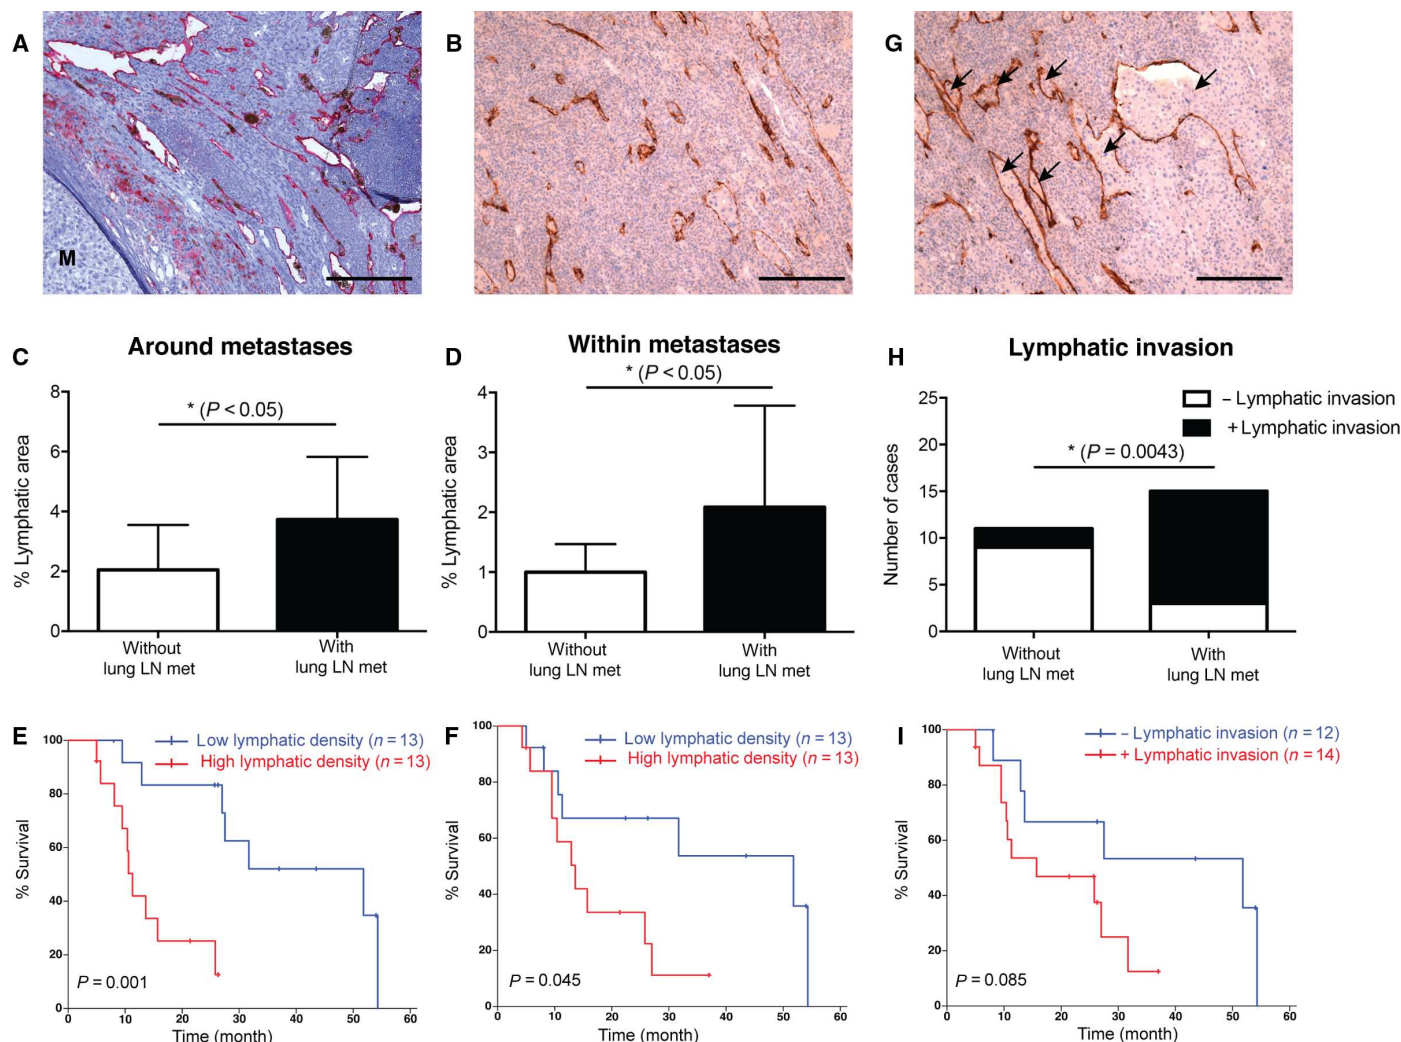 A
B
G
M
C
Around metastases
8
6
4
2
0
% Lymphatic area
* (P < 0.05)
Without
lung LN met
With
lung LN met
D
Within metastases
4
3
2
1
0
% Lymphatic area
* (P < 0.05)
Without
lung LN met
With
lung LN met
H
Lymphatic invasion
25
20
15
10
5
0
Number of cases
– Lymphatic invasion
+ Lymphatic invasion
* (P = 0.0043)
Without
lung LN met
With
lung LN met
E
100
80
60
40
20
0
% Survival
Low lymphatic density (n = 13)
High lymphatic density (n = 13)
P = 0.001
0 10 20 30 40 50 60
Time (month)
F
100
80
60
40
20
0
% Survival
Low lymphatic density (n = 13)
High lymphatic density (n = 13)
P = 0.045
0 10 20 30 40 50 60
Time (month)
I
100
80
60
40
20
0
% Survival
– Lymphatic invasion (n = 12)
+ Lymphatic invasion (n = 14)
P = 0.085
0 10 20 30 40 50 60
Time (month)